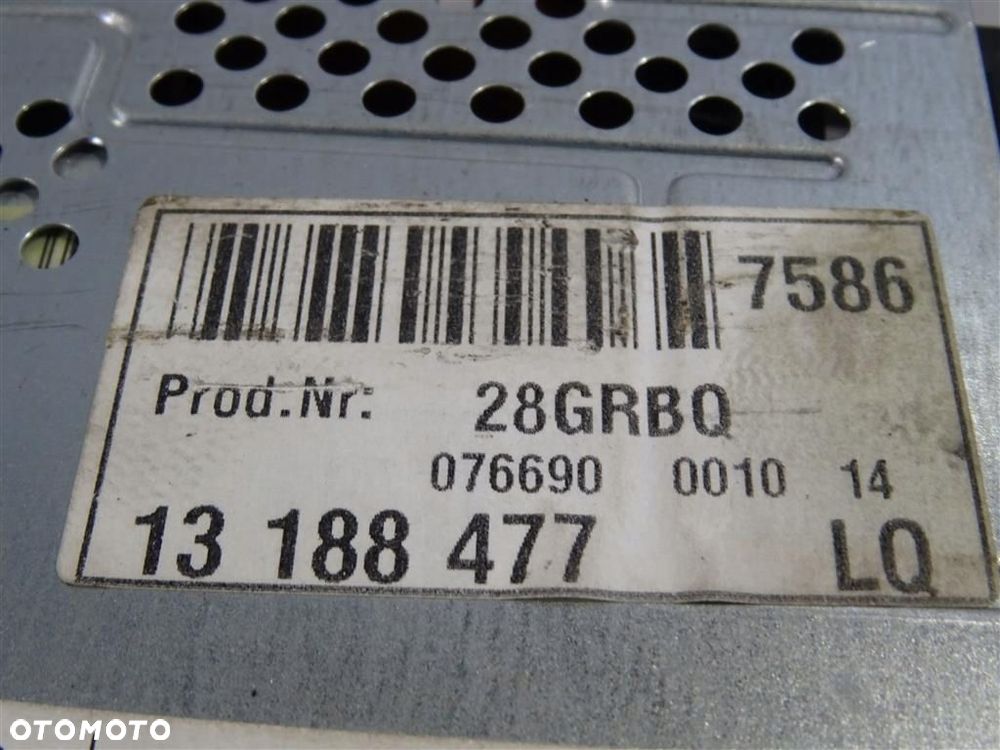 7586
Prod.Nr: 28GRBQ
076690 0010 14
13 188 477 LQ
OTOMOTO